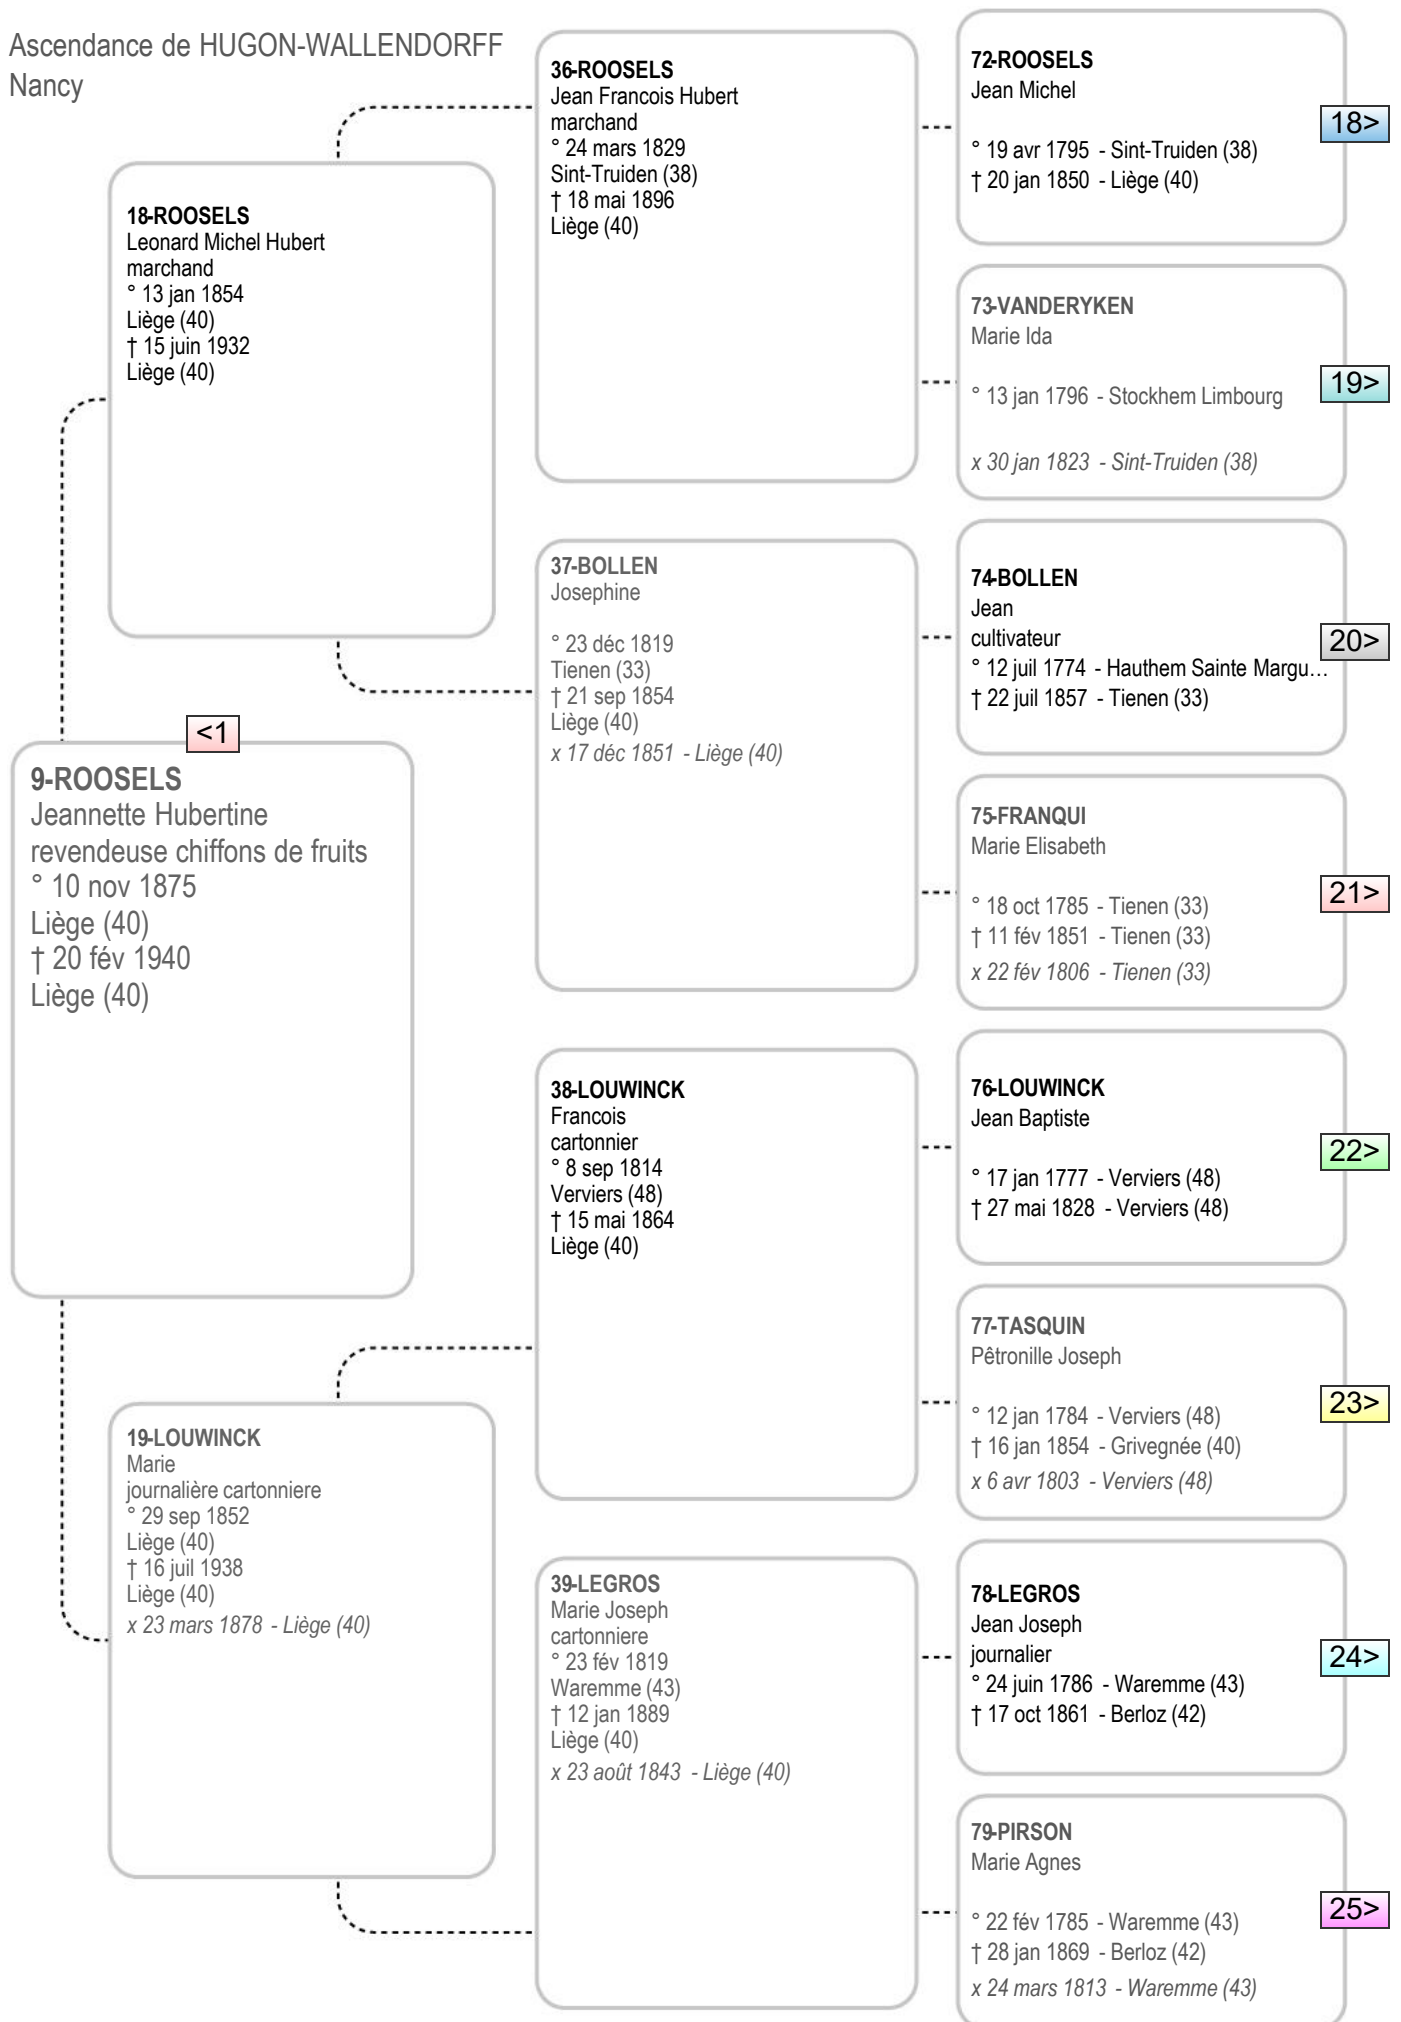 Ascendance de HUGON-WALLENDORFF
Nancy
<1
9-ROOSELS
Jeannette Hubertine
revendeuse chiffons de fruits
° 10 nov 1875
Liège (40)
† 20 fév 1940
Liège (40)
18-ROOSELS
Leonard Michel Hubert
marchand
° 13 jan 1854
Liège (40)
† 15 juin 1932
Liège (40)
19-LOUWINCK
Marie
journalière cartonniere
° 29 sep 1852
Liège (40)
† 16 juil 1938
Liège (40)
x 23 mars 1878 - Liège (40)
36-ROOSELS
Jean Francois Hubert
marchand
° 24 mars 1829
Sint-Truiden (38)
† 18 mai 1896
Liège (40)
37-BOLLEN
Josephine
° 23 déc 1819
Tienen (33)
† 21 sep 1854
Liège (40)
x 17 déc 1851 - Liège (40)
38-LOUWINCK
Francois
cartonnier
° 8 sep 1814
Verviers (48)
† 15 mai 1864
Liège (40)
39-LEGROS
Marie Joseph
cartonniere
° 23 fév 1819
Waremme (43)
† 12 jan 1889
Liège (40)
x 23 août 1843 - Liège (40)
72-ROOSELS
Jean Michel
° 19 avr 1795 - Sint-Truiden (38)
† 20 jan 1850 - Liège (40)
18>
73-VANDERYKEN
Marie Ida
° 13 jan 1796 - Stockhem Limbourg
x 30 jan 1823 - Sint-Truiden (38)
19>
74-BOLLEN
Jean
cultivateur
° 12 juil 1774 - Hauthem Sainte Margu…
† 22 juil 1857 - Tienen (33)
20>
75-FRANQUI
Marie Elisabeth
° 18 oct 1785 - Tienen (33)
† 11 fév 1851 - Tienen (33)
x 22 fév 1806 - Tienen (33)
21>
76-LOUWINCK
Jean Baptiste
° 17 jan 1777 - Verviers (48)
† 27 mai 1828 - Verviers (48)
22>
77-TASQUIN
Pêtronille Joseph
° 12 jan 1784 - Verviers (48)
† 16 jan 1854 - Grivegnée (40)
x 6 avr 1803 - Verviers (48)
23>
78-LEGROS
Jean Joseph
journalier
° 24 juin 1786 - Waremme (43)
† 17 oct 1861 - Berloz (42)
24>
79-PIRSON
Marie Agnes
° 22 fév 1785 - Waremme (43)
† 28 jan 1869 - Berloz (42)
x 24 mars 1813 - Waremme (43)
25>